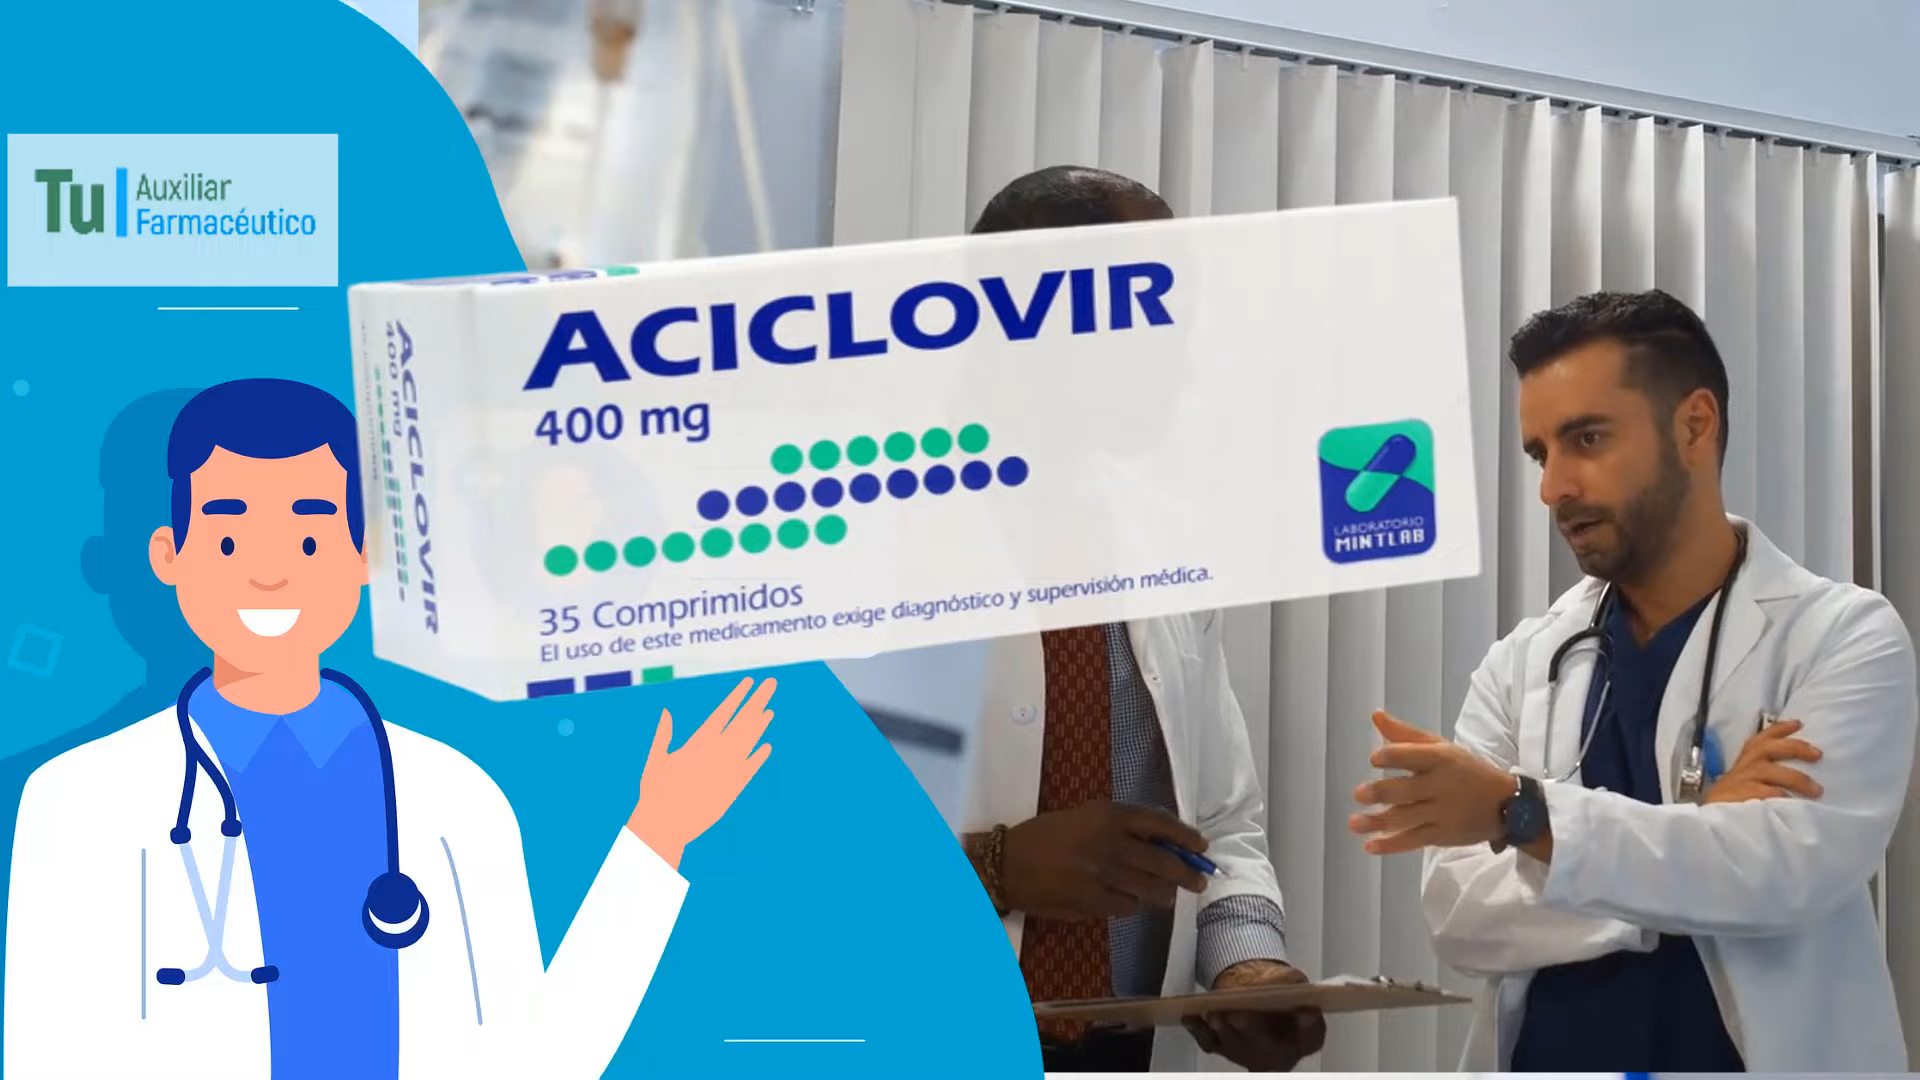 Tu
Auxiliar
Farmacéutico
ACICLOVIR
400 mg
ACICLOVIR
400 mg
35 Comprimidos
El uso de este medicamento exige diagnóstico y supervisión médica.
LABORATORIO
MINTLAB